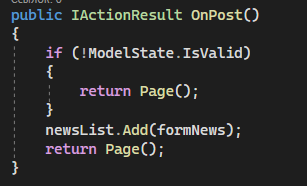 public IActionResult OnPost()
{
if (!ModelState.IsValid)
{
return Page();
}
newsList.Add(formNews);
return Page();
}